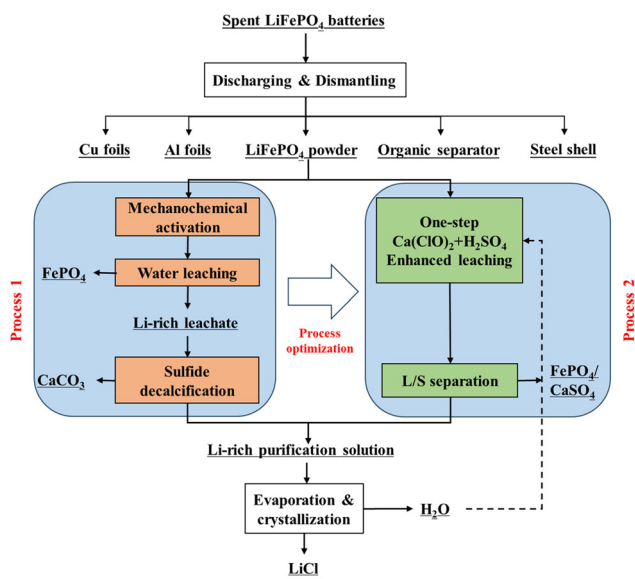 Spent LiFePO4 batteries
Discharging & Dismantling
Cu foils
Al foils
LiFePO4 powder
Organic separator
Steel shell
Process 1
Mechanochemical
activation
Water leaching
FePO4
Li-rich leachate
Sulfide
decalcification
CaCO3
Process
optimization
One-step
Ca(ClO)2+H2SO4
Enhanced leaching
L/S separation
FePO4/
CaSO4
Process 2
Li-rich purification solution
Evaporation &
crystallization
H2O
LiCl